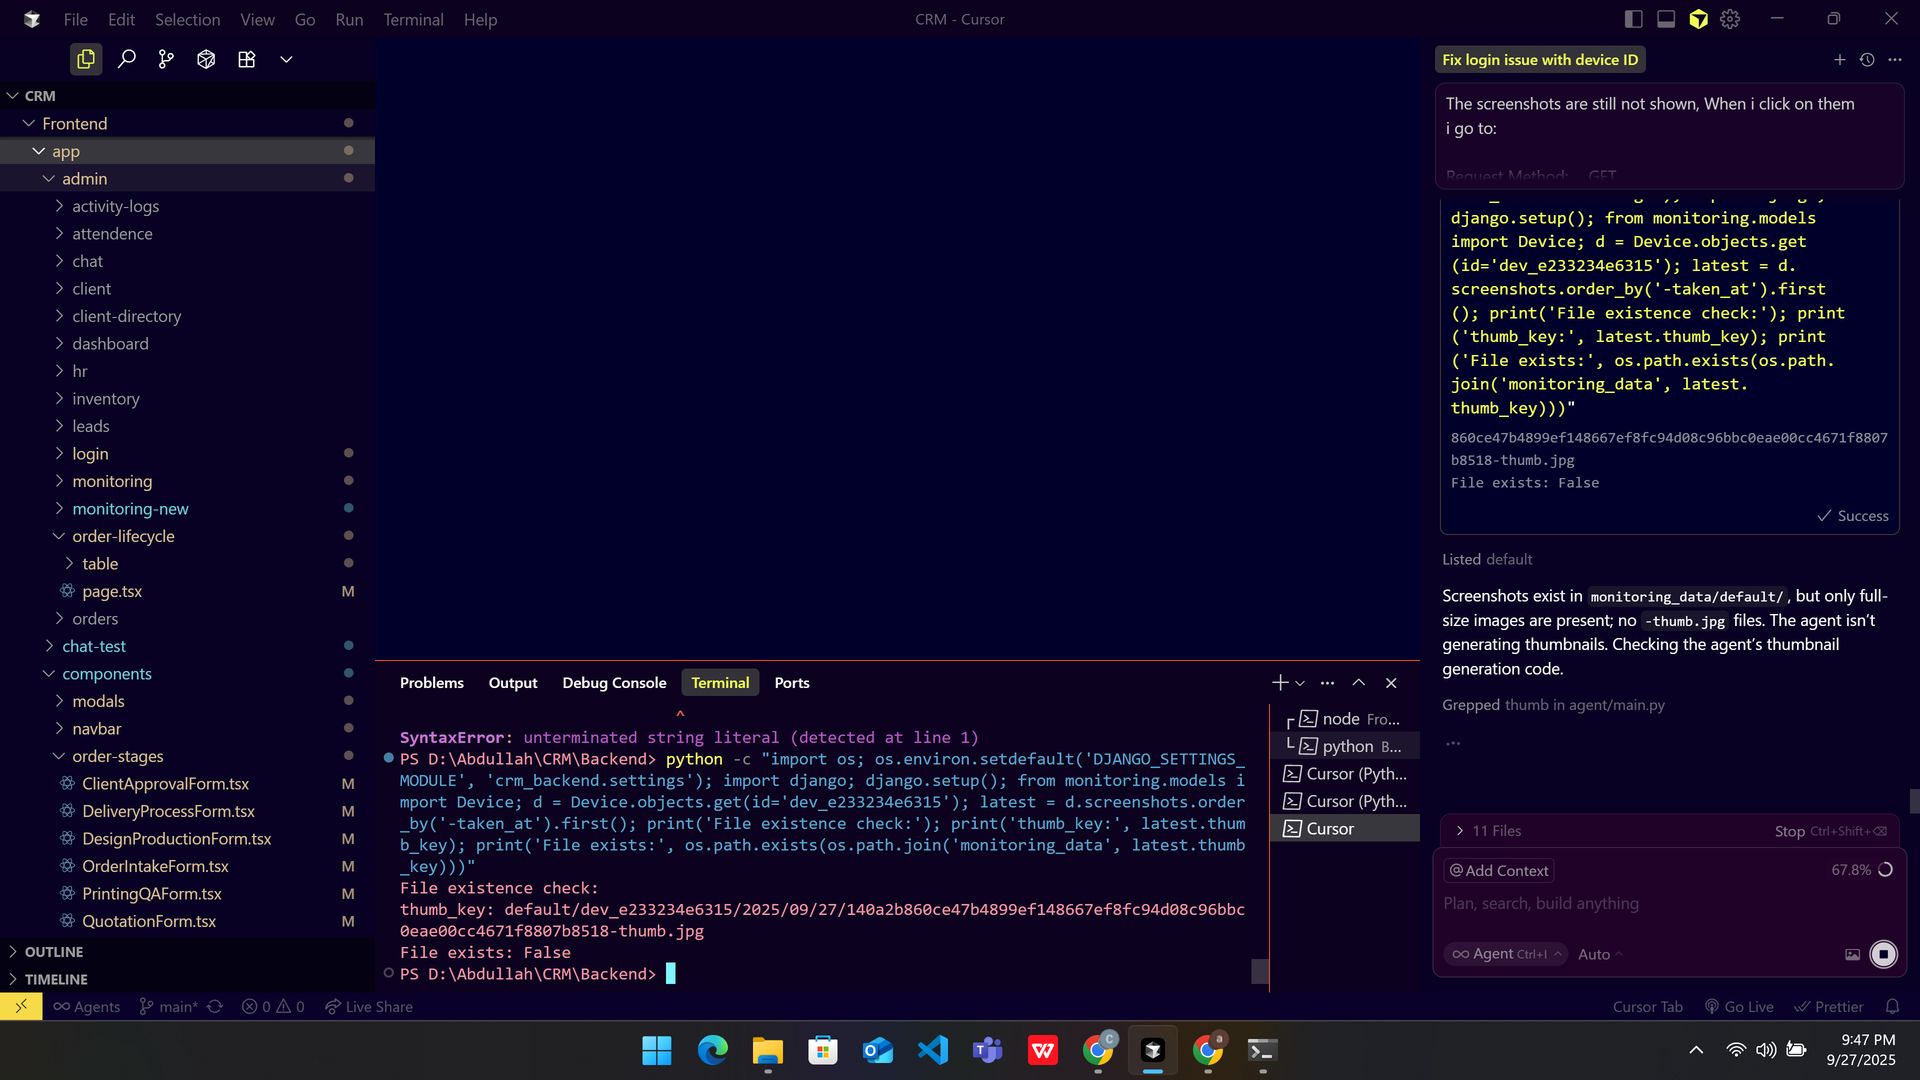 File Edit Selection View Go Run Terminal Help
CRM - Cursor
CRM
Frontend
app
admin
activity-logs
attendence
chat
client
client-directory
dashboard
hr
inventory
leads
login
monitoring
monitoring-new
order-lifecycle
table
page.tsx M
orders
chat-test
components
modals
navbar
order-stages
ClientApprovalForm.tsx M
DeliveryProcessForm.tsx M
DesignProductionForm.tsx M
OrderIntakeForm.tsx M
PrintingQAForm.tsx M
QuotationForm.tsx M
OUTLINE
TIMELINE
Problems Output Debug Console Terminal Ports
^
SyntaxError: unterminated string literal (detected at line 1)
PS D:\Abdullah\CRM\Backend> python -c "import os; os.environ.setdefault('DJANGO_SETTINGS_
MODULE', 'crm_backend.settings'); import django; django.setup(); from monitoring.models i
mport Device; d = Device.objects.get(id='dev_e233234e6315'); latest = d.screenshots.order
_by('-taken_at').first(); print('File existence check:'); print('thumb_key:', latest.thum
b_key); print('File exists:', os.path.exists(os.path.join('monitoring_data', latest.thumb
_key)))"
File existence check:
thumb_key: default/dev_e233234e6315/2025/09/27/140a2b860ce47b4899ef148667ef8fc94d08c96bbc
0eae00cc4671f8807b8518-thumb.jpg
File exists: False
PS D:\Abdullah\CRM\Backend>
node Fro...
python B...
Cursor (Pyth...
Cursor (Pyth...
Cursor
Fix login issue with device ID
The screenshots are still not shown, When i click on them
i go to:
Request Method: GET
django.setup(); from monitoring.models
import Device; d = Device.objects.get
(id='dev_e233234e6315'); latest = d.
screenshots.order_by('-taken_at').first
(); print('File existence check:'); print
('thumb_key:', latest.thumb_key); print
('File exists:', os.path.exists(os.path.
join('monitoring_data', latest.
thumb_key)))"
860ce47b4899ef148667ef8fc94d08c96bbc0eae00cc4671f8807
b8518-thumb.jpg
File exists: False
Success
Listed default
Screenshots exist in monitoring_data/default/, but only full-
size images are present; no -thumb.jpg files. The agent isn't
generating thumbnails. Checking the agent's thumbnail
generation code.
Grepped thumb in agent/main.py
11 Files Stop Ctrl+Shift+⌫
@ Add Context 67.8%
Plan, search, build anything
Agent Ctrl+I Auto
Agents main* 0 0 Live Share
Cursor Tab Go Live Prettier
9:47 PM
9/27/2025